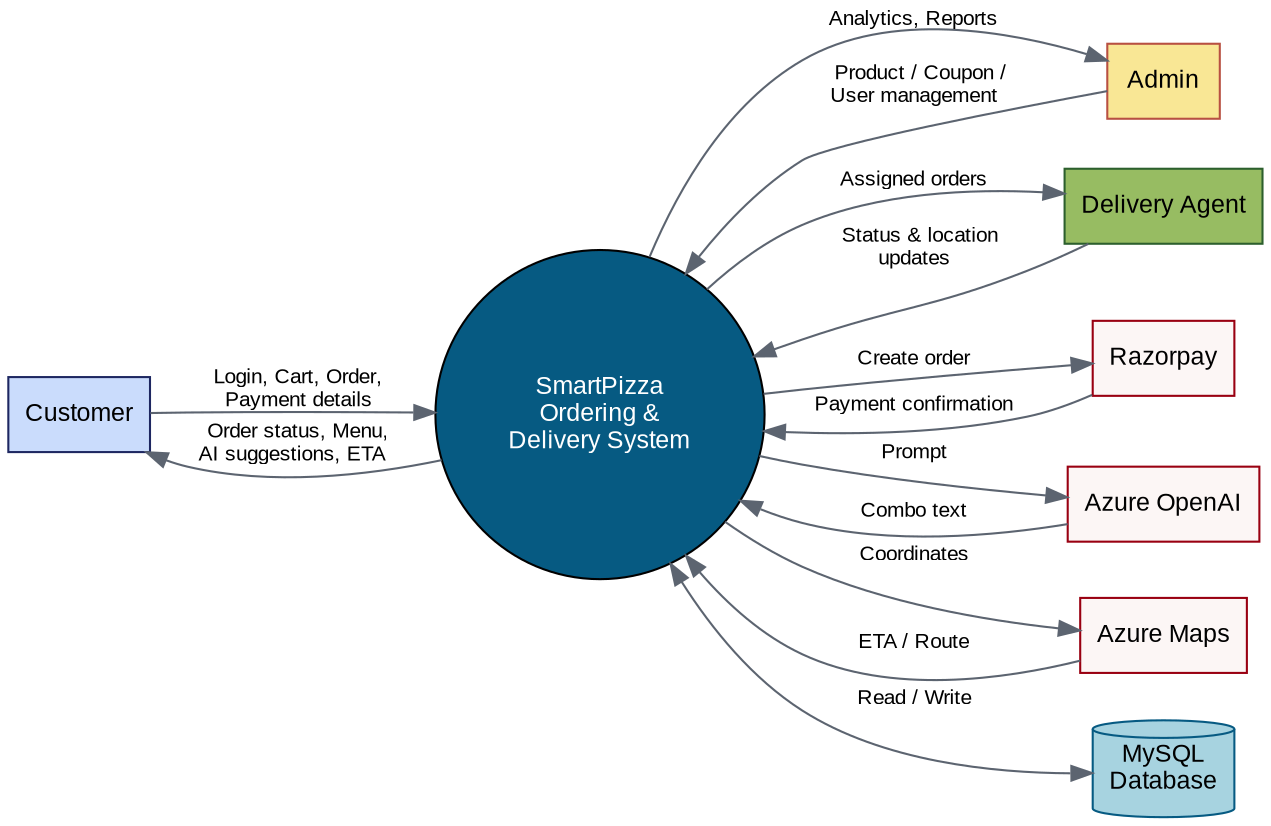 Analytics, Reports
Admin
Product / Coupon /
User management
Assigned orders
Delivery Agent
Status & location
updates
Create order
Razorpay
Payment confirmation
Login, Cart, Order,
Payment details
Customer
Order status, Menu,
AI suggestions, ETA
SmartPizza
Ordering &
Delivery System
Prompt
Azure OpenAI
Combo text
Coordinates
Azure Maps
ETA / Route
Read / Write
MySQL
Database